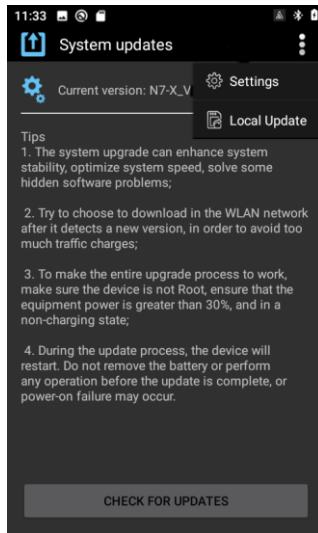 11:33
System updates
Current version: N7-X_V
Settings
Local Update
Tips
1. The system upgrade can enhance system
stability, optimize system speed, solve some
hidden software problems;
2. Try to choose to download in the WLAN network
after it detects a new version, in order to avoid too
much traffic charges;
3. To make the entire upgrade process to work,
make sure the device is not Root, ensure that the
equipment power is greater than 30%, and in a
non-charging state;
4. During the update process, the device will
restart. Do not remove the battery or perform
any operation before the update is complete, or
power-on failure may occur.
CHECK FOR UPDATES